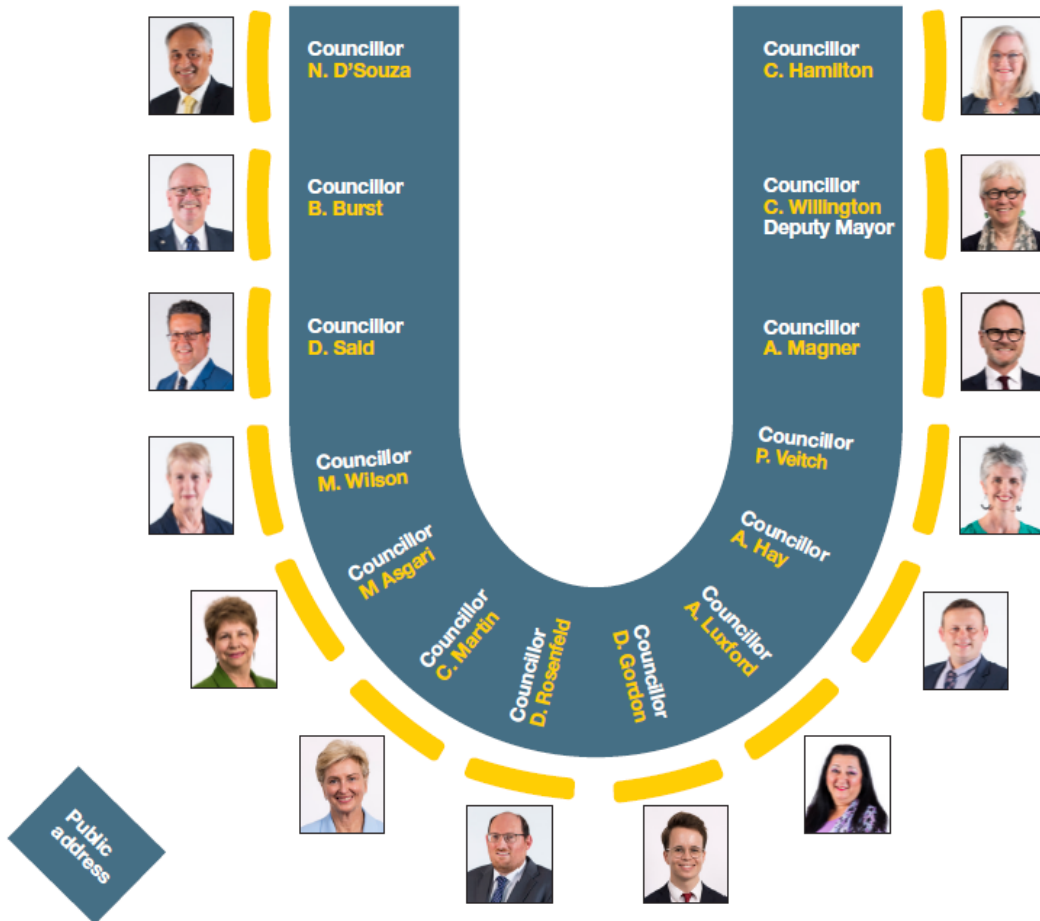 Councillor
N. D'Souza
Councillor
C. Hamilton
Councillor
B. Burst
Councillor
C. Willington
Deputy Mayor
Councillor
D. Said
Councillor
A. Magner
Councillor
M. Wilson
Councillor
P. Veitch
Councillor
M Asgari
Councillor
A. Hay
Councillor
C. Martin
Councillor
A. Luxford
Councillor
D. Rosenfeld
Councillor
D. Gordon
Public
address